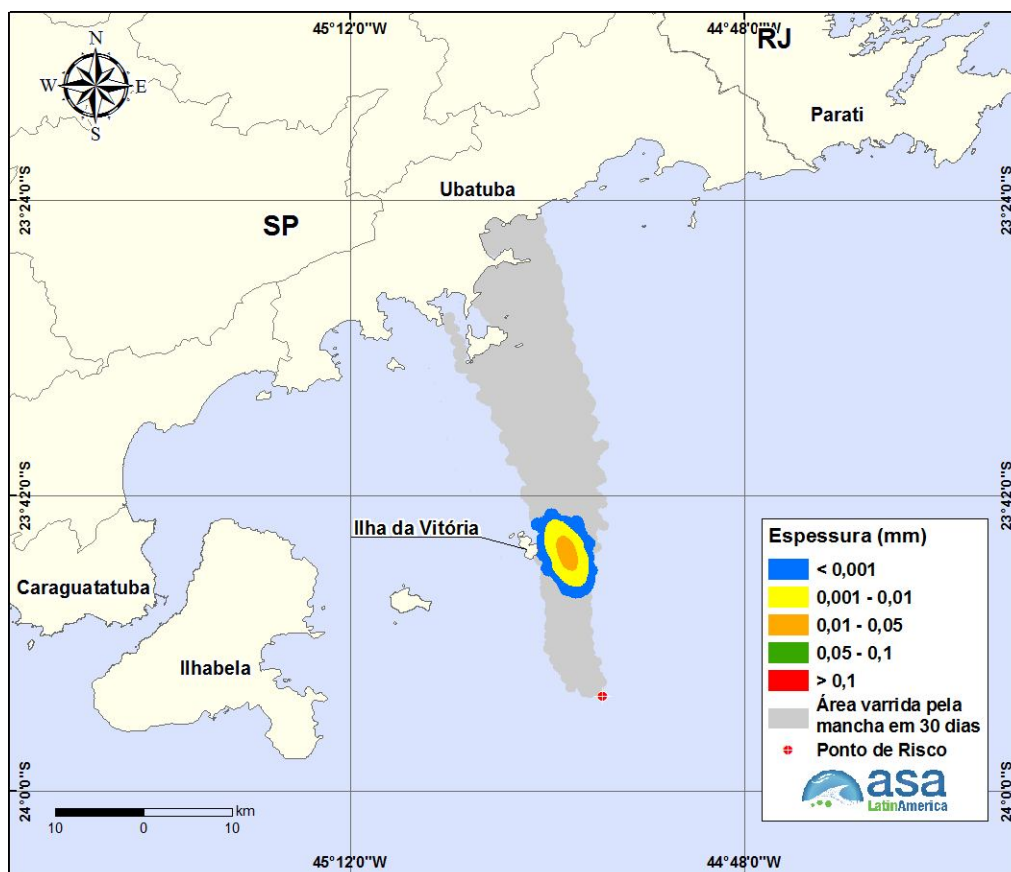 45°12'0"W
44°48'0"W
N
W E
S
RJ
Parati
Ubatuba
SP
23°24'0"S
23°24'0"S
23°42'0"S
23°42'0"S
Ilha da Vitória
Caraguatatuba
Ilhabela
24°0'0"S
24°0'0"S
Espessura (mm)
< 0,001
0,001 - 0,01
0,01 - 0,05
0,05 - 0,1
> 0,1
Área varrida pela
mancha em 30 dias
Ponto de Risco
asa
LatinAmerica
km
10 0 10
45°12'0"W
44°48'0"W